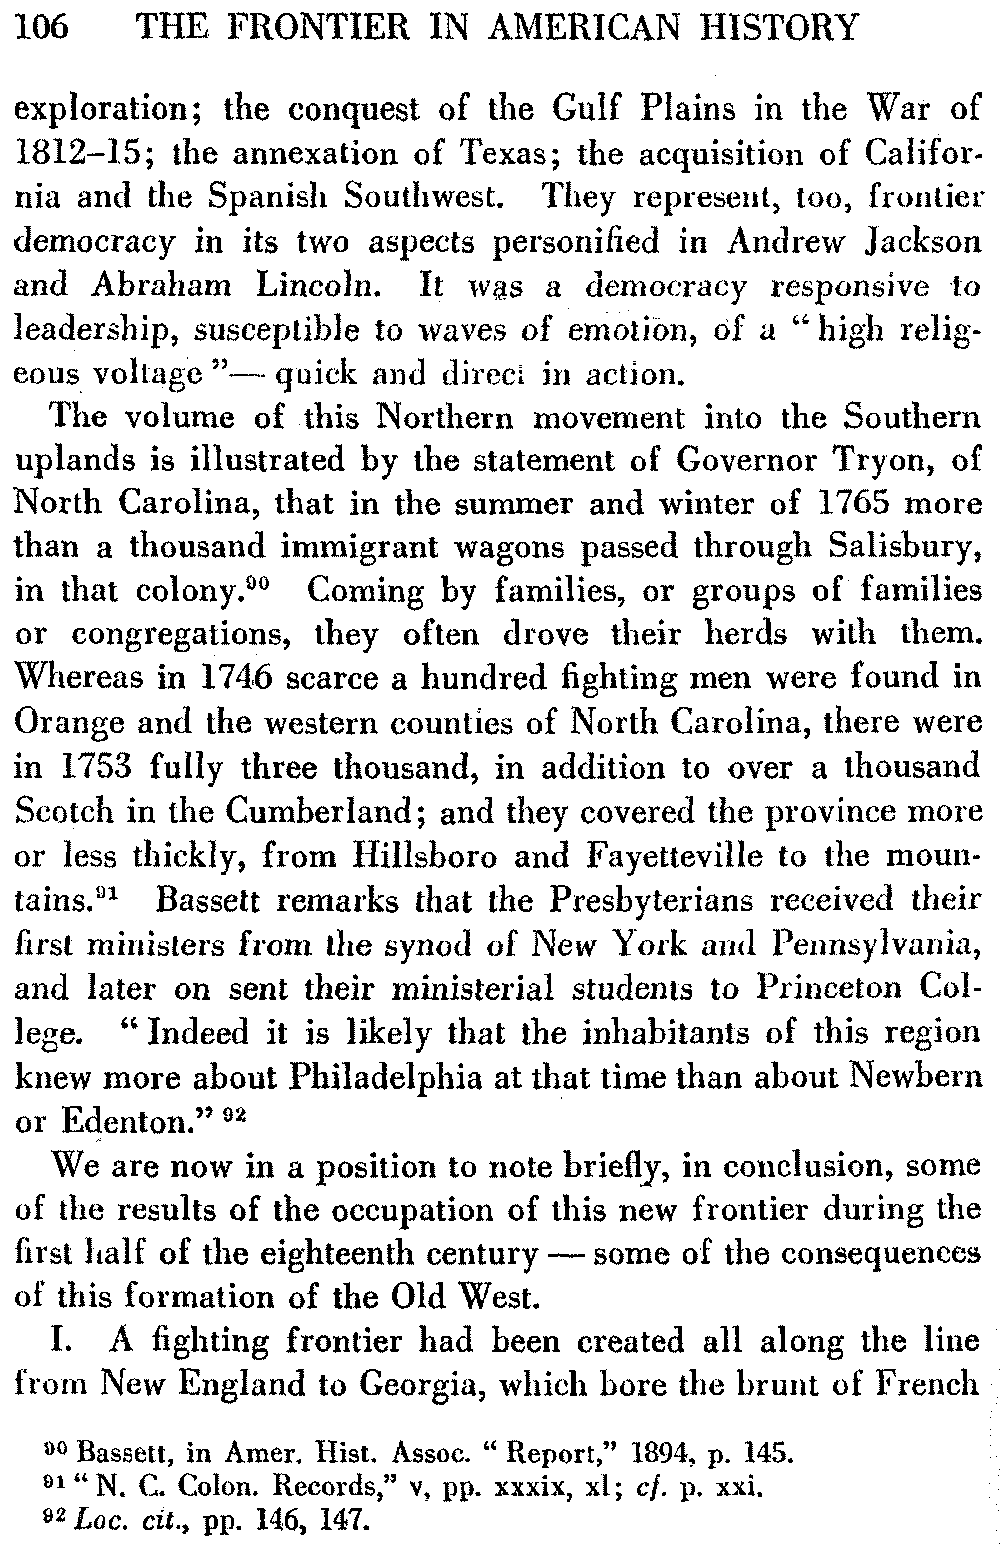 106 THE FRONTIER IN AMERICAN HISTORY
exploration; the conquest of the Gulf Plains in the War of
1812–15; the annexation of Texas; the acquisition of Califor-
nia and the Spanish Southwest. They represent, too, frontier
democracy in its two aspects personified in Andrew Jackson
and Abraham Lincoln. It was a democracy responsive to
leadership, susceptible to waves of emotion, of a “ high relig-
eous voltage ”— quick and direct in action.
The volume of this Northern movement into the Southern
uplands is illustrated by the statement of Governor Tryon, of
North Carolina, that in the summer and winter of 1765 more
than a thousand immigrant wagons passed through Salisbury,
in that colony.⁹⁰ Coming by families, or groups of families
or congregations, they often drove their herds with them.
Whereas in 1746 scarce a hundred fighting men were found in
Orange and the western counties of North Carolina, there were
in 1753 fully three thousand, in addition to over a thousand
Scotch in the Cumberland; and they covered the province more
or less thickly, from Hillsboro and Fayetteville to the moun-
tains.⁹¹ Bassett remarks that the Presbyterians received their
first ministers from the synod of New York and Pennsylvania,
and later on sent their ministerial students to Princeton Col-
lege. “ Indeed it is likely that the inhabitants of this region
knew more about Philadelphia at that time than about Newbern
or Edenton.” ⁹²
We are now in a position to note briefly, in conclusion, some
of the results of the occupation of this new frontier during the
first half of the eighteenth century — some of the consequences
of this formation of the Old West.
I. A fighting frontier had been created all along the line
from New England to Georgia, which bore the brunt of French
⁹⁰ Bassett, in Amer. Hist. Assoc. “ Report,” 1894, p. 145.
⁹¹ “ N. C. Colon. Records,” v, pp. xxxix, xl; cf. p. xxi.
⁹² Loc. cit., pp. 146, 147.